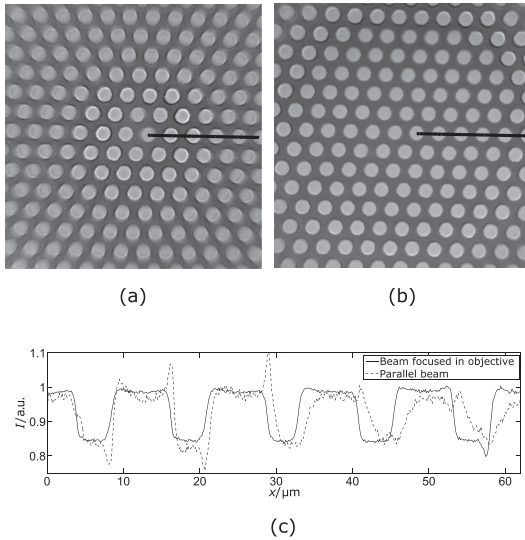 (a)
(b)
1.1
1
0.9
0.8
I/a.u.
Beam focused in objective
Parallel beam
0
10
20
30
40
50
60
x/μm
(c)